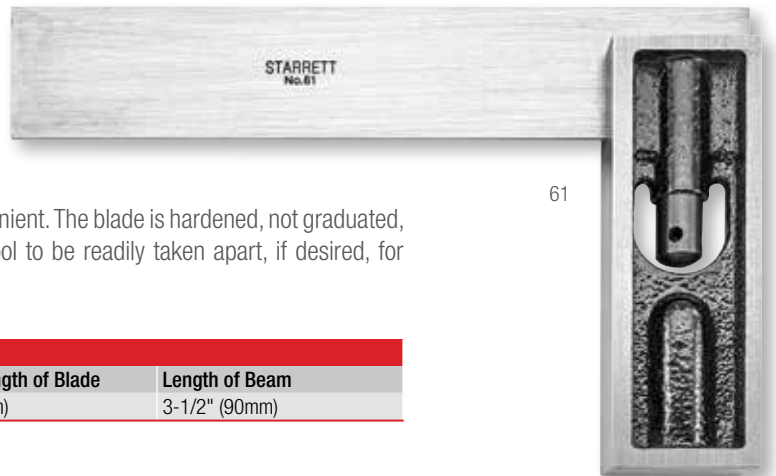 STARRETT
No.61
61
nient. The blade is hardened, not graduated,
ol to be readily taken apart, if desired, for
gth of Blade Length of Beam
) 3-1/2" (90mm)